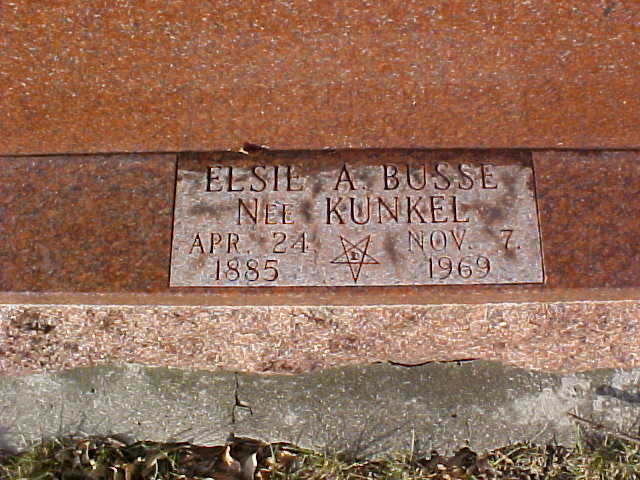 ELSIE A. BUSSE
NEE KUNKEL
APR. 24 NOV. 7.
1885 1969